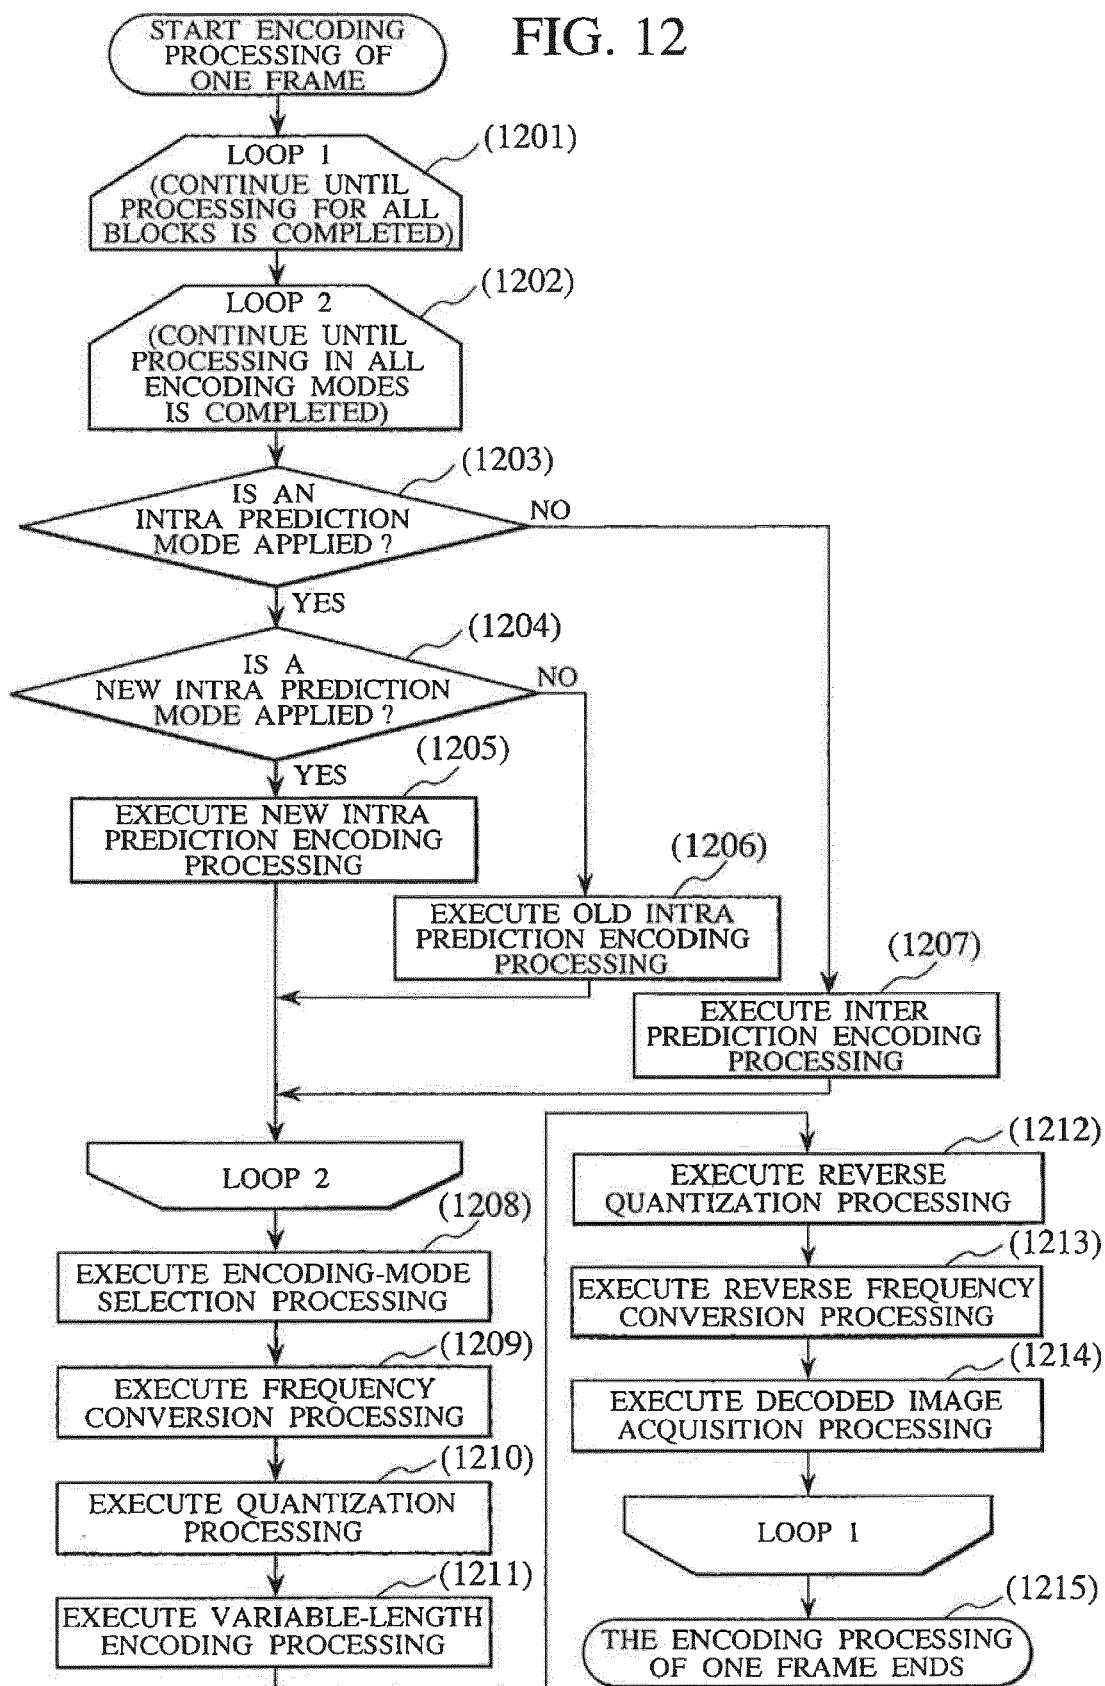 FIG. 12
START ENCODING
PROCESSING OF
ONE FRAME
(1201)
LOOP 1
(CONTINUE UNTIL
PROCESSING FOR ALL
BLOCKS IS COMPLETED)
(1202)
LOOP 2
(CONTINUE UNTIL
PROCESSING IN ALL
ENCODING MODES
IS COMPLETED)
(1203)
IS AN
INTRA PREDICTION
MODE APPLIED ?
NO
YES
(1204)
IS A
NEW INTRA PREDICTION
MODE APPLIED ?
NO
YES
(1205)
EXECUTE NEW INTRA
PREDICTION ENCODING
PROCESSING
(1206)
EXECUTE OLD INTRA
PREDICTION ENCODING
PROCESSING
(1207)
EXECUTE INTER
PREDICTION ENCODING
PROCESSING
LOOP 2
(1208)
EXECUTE ENCODING-MODE
SELECTION PROCESSING
(1209)
EXECUTE FREQUENCY
CONVERSION PROCESSING
(1210)
EXECUTE QUANTIZATION
PROCESSING
(1211)
EXECUTE VARIABLE-LENGTH
ENCODING PROCESSING
(1212)
EXECUTE REVERSE
QUANTIZATION PROCESSING
(1213)
EXECUTE REVERSE FREQUENCY
CONVERSION PROCESSING
(1214)
EXECUTE DECODED IMAGE
ACQUISITION PROCESSING
LOOP 1
(1215)
THE ENCODING PROCESSING
OF ONE FRAME ENDS